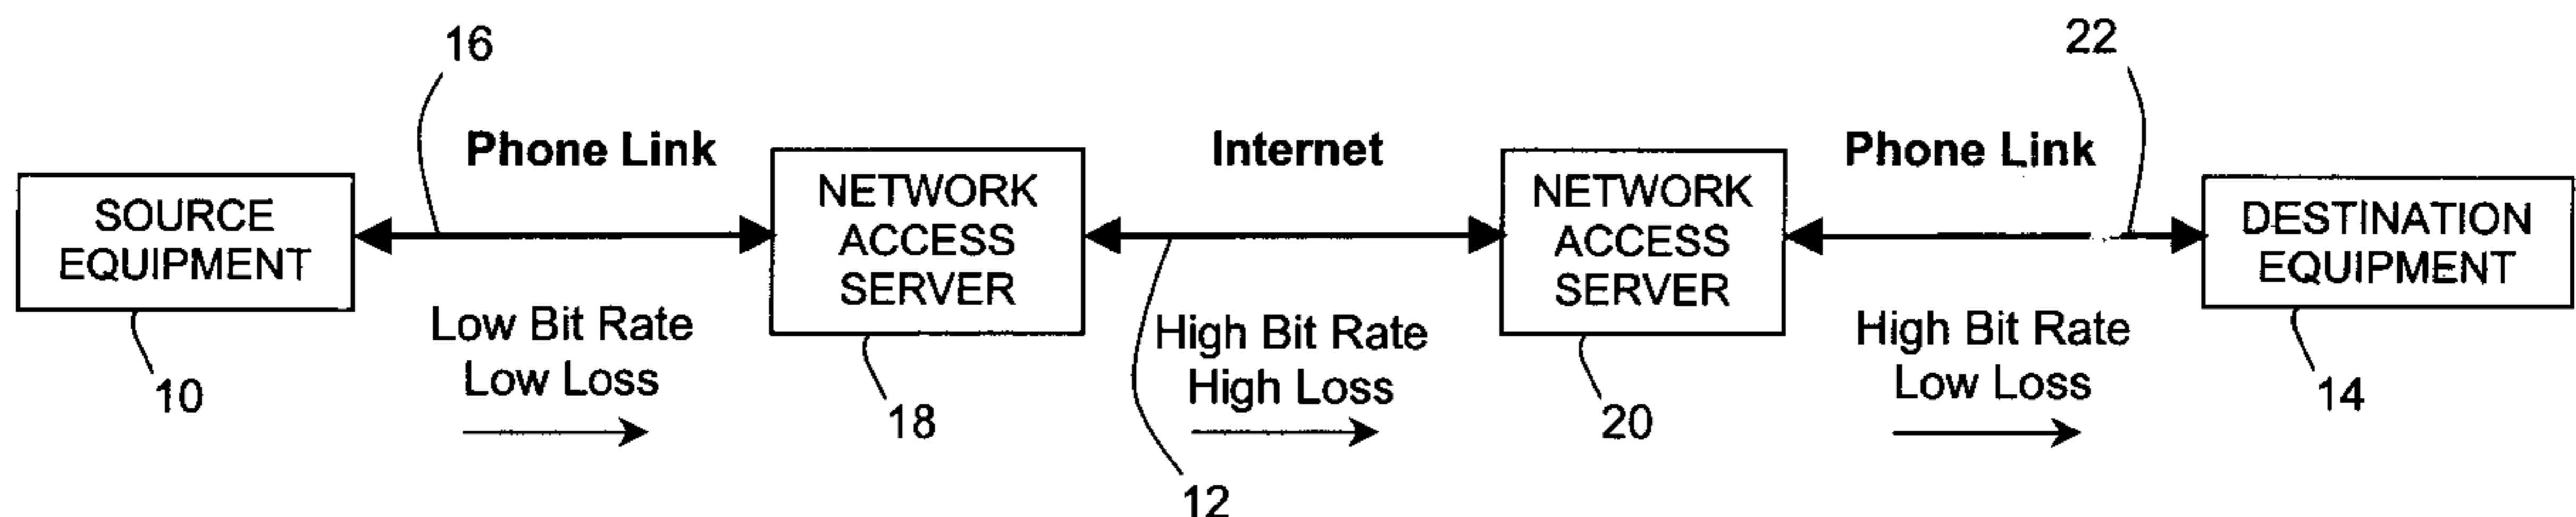 16
22
Phone Link
Internet
Phone Link
SOURCE
EQUIPMENT
NETWORK
ACCESS
SERVER
NETWORK
ACCESS
SERVER
DESTINATION
EQUIPMENT
Low Bit Rate
Low Loss
High Bit Rate
High Loss
High Bit Rate
Low Loss
10
18
12
20
14